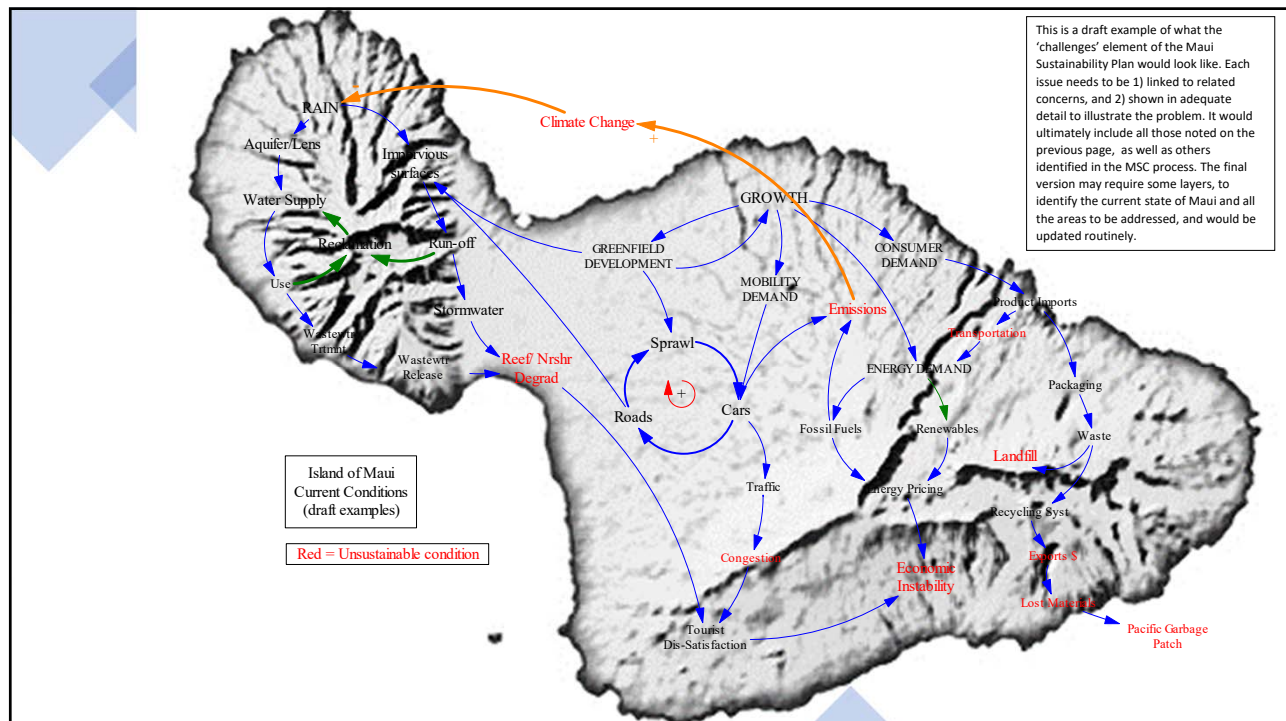 This is a draft example of what the
‘challenges’ element of the Maui
Sustainability Plan would look like. Each
issue needs to be 1) linked to related
concerns, and 2) shown in adequate
detail to illustrate the problem. It would
ultimately include all those noted on the
previous page, as well as others
identified in the MSC process. The final
version may require some layers, to
identify the current state of Maui and all
the areas to be addressed, and would be
updated routinely.
-
RAIN
Climate Change
+
Aquifer/Lens
Impervious
surfaces
Water Supply
GROWTH
Reclamation
Run-off
GREENFIELD
DEVELOPMENT
CONSUMER
DEMAND
Use
MOBILITY
DEMAND
Stormwater
Emissions
Product Imports
Transportation
Wastewtr
Trtmnt
Sprawl
Wastewtr
Release
Reef/ Nrshr
Degrad
ENERGY DEMAND
Packaging
+
Roads
Cars
Fossil Fuels
Renewables
Waste
Landfill
Island of Maui
Current Conditions
(draft examples)
Traffic
Energy Pricing
Recycling Syst
Red = Unsustainable condition
Congestion
Exports $
Economic
Instability
Lost Materials
Tourist
Dis-Satisfaction
Pacific Garbage
Patch